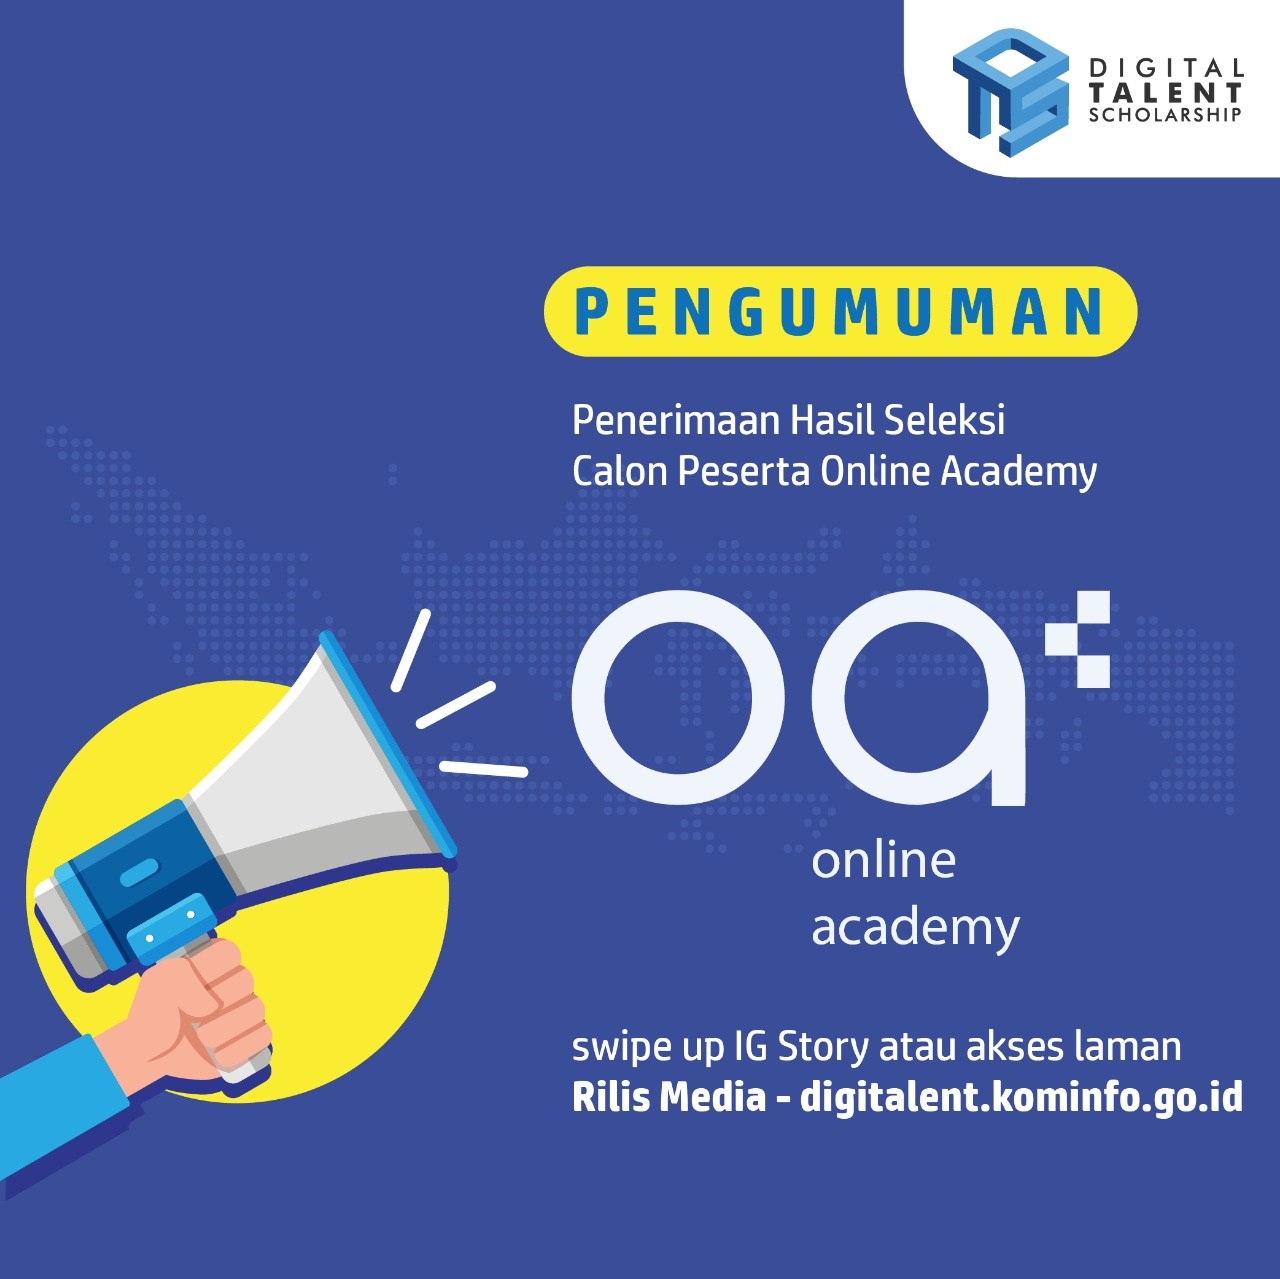 DIGITAL
TALENT
SCHOLARSHIP
PENGUMUMAN
Penerimaan Hasil Seleksi
Calon Peserta Online Academy
oa
online
academy
swipe up IG Story atau akses laman
Rilis Media - digitalent.kominfo.go.id